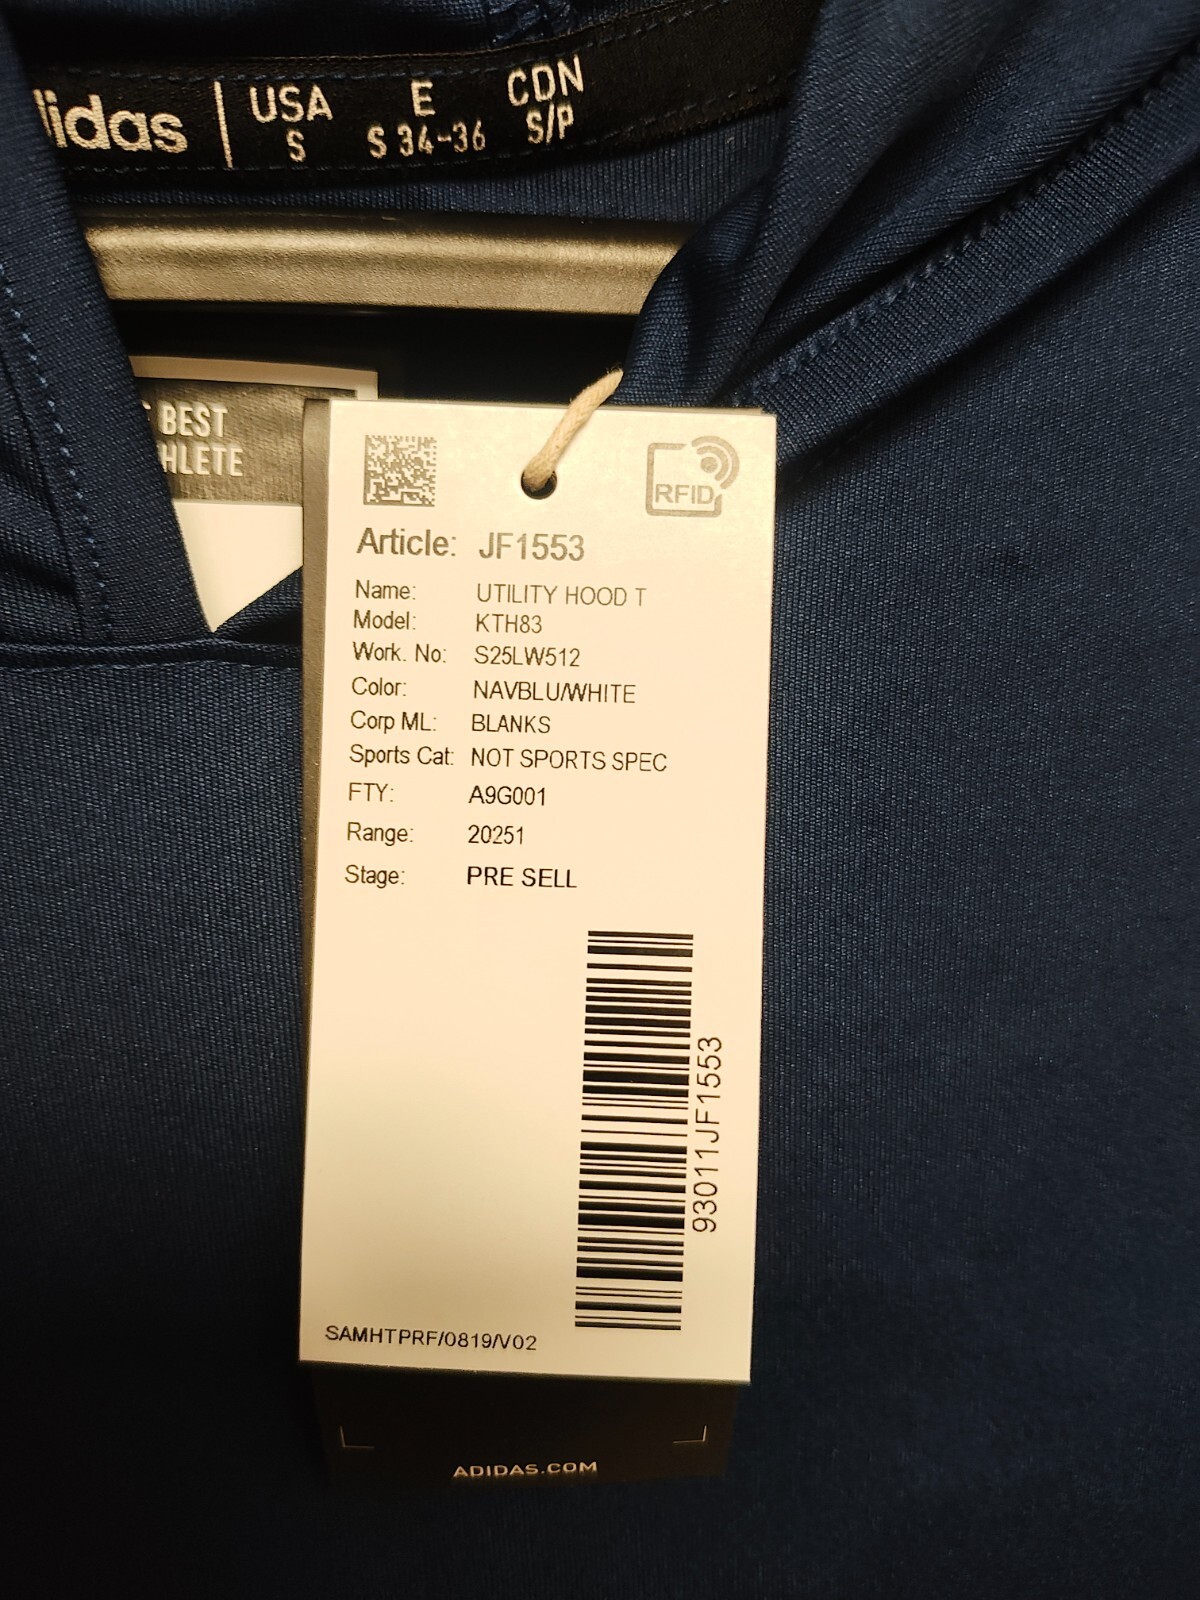 adidas | USA E CDN
S S 34-36 S/P
BEST
RFID
Article: JF1553
Name: UTILITY HOOD T
Model: KTH83
Work. No: S25LW512
Color: NAVBLU/WHITE
Corp ML: BLANKS
Sports Cat: NOT SPORTS SPEC
FTY: A9G001
Range: 20251
Stage: PRE SELL
93011JF1553
SAMHTPRF/0819/V02
ADIDAS.COM